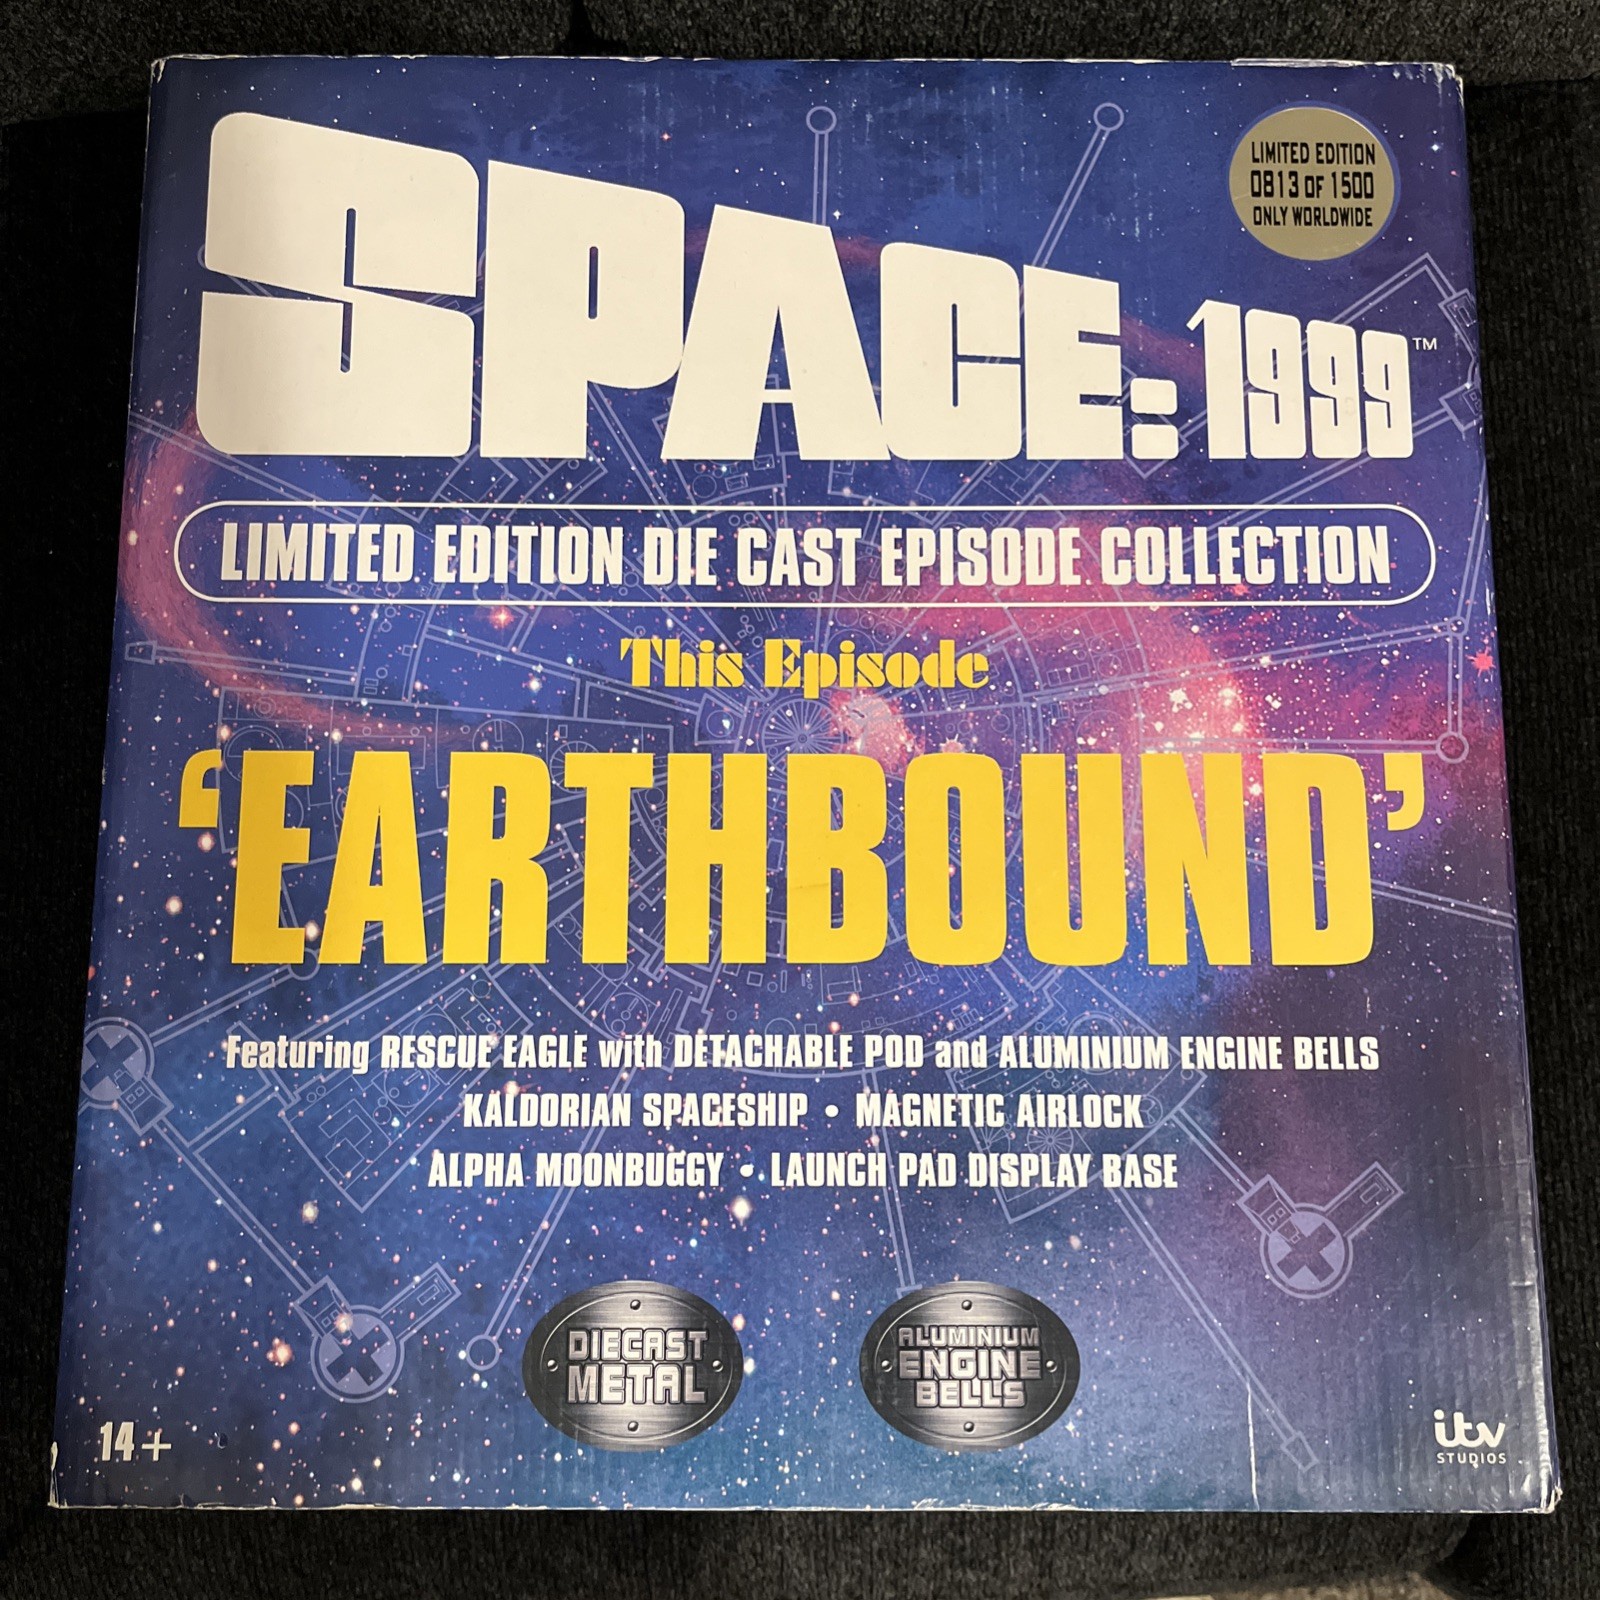 LIMITED EDITION
0813 OF 1500
ONLY WORLDWIDE
SPACE: 1999™
LIMITED EDITION DIE CAST EPISODE COLLECTION
This Episode
‘EARTHBOUND’
Featuring RESCUE EAGLE with DETACHABLE POD and ALUMINIUM ENGINE BELLS
KALDORIAN SPACESHIP • MAGNETIC AIRLOCK
ALPHA MOONBUGGY • LAUNCH PAD DISPLAY BASE
DIECAST
METAL
ALUMINIUM
ENGINE
BELLS
14+
itv
STUDIOS